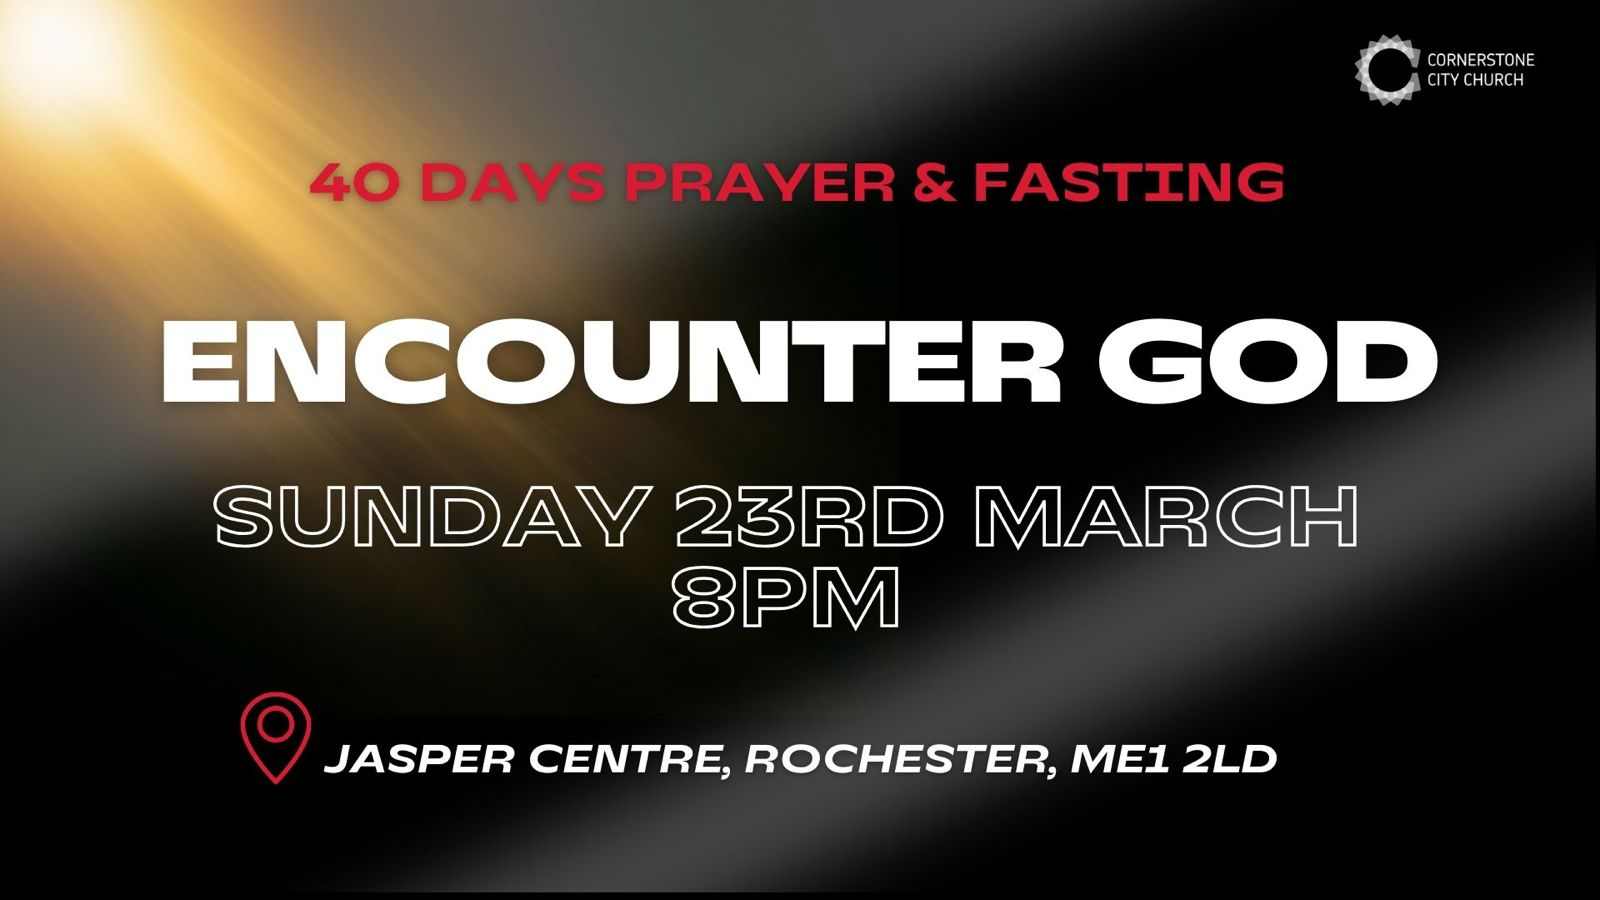 CORNERSTONE
CITY CHURCH
40 DAYS PRAYER & FASTING
ENCOUNTER GOD
SUNDAY 23RD MARCH
8PM
JASPER CENTRE, ROCHESTER, ME1 2LD